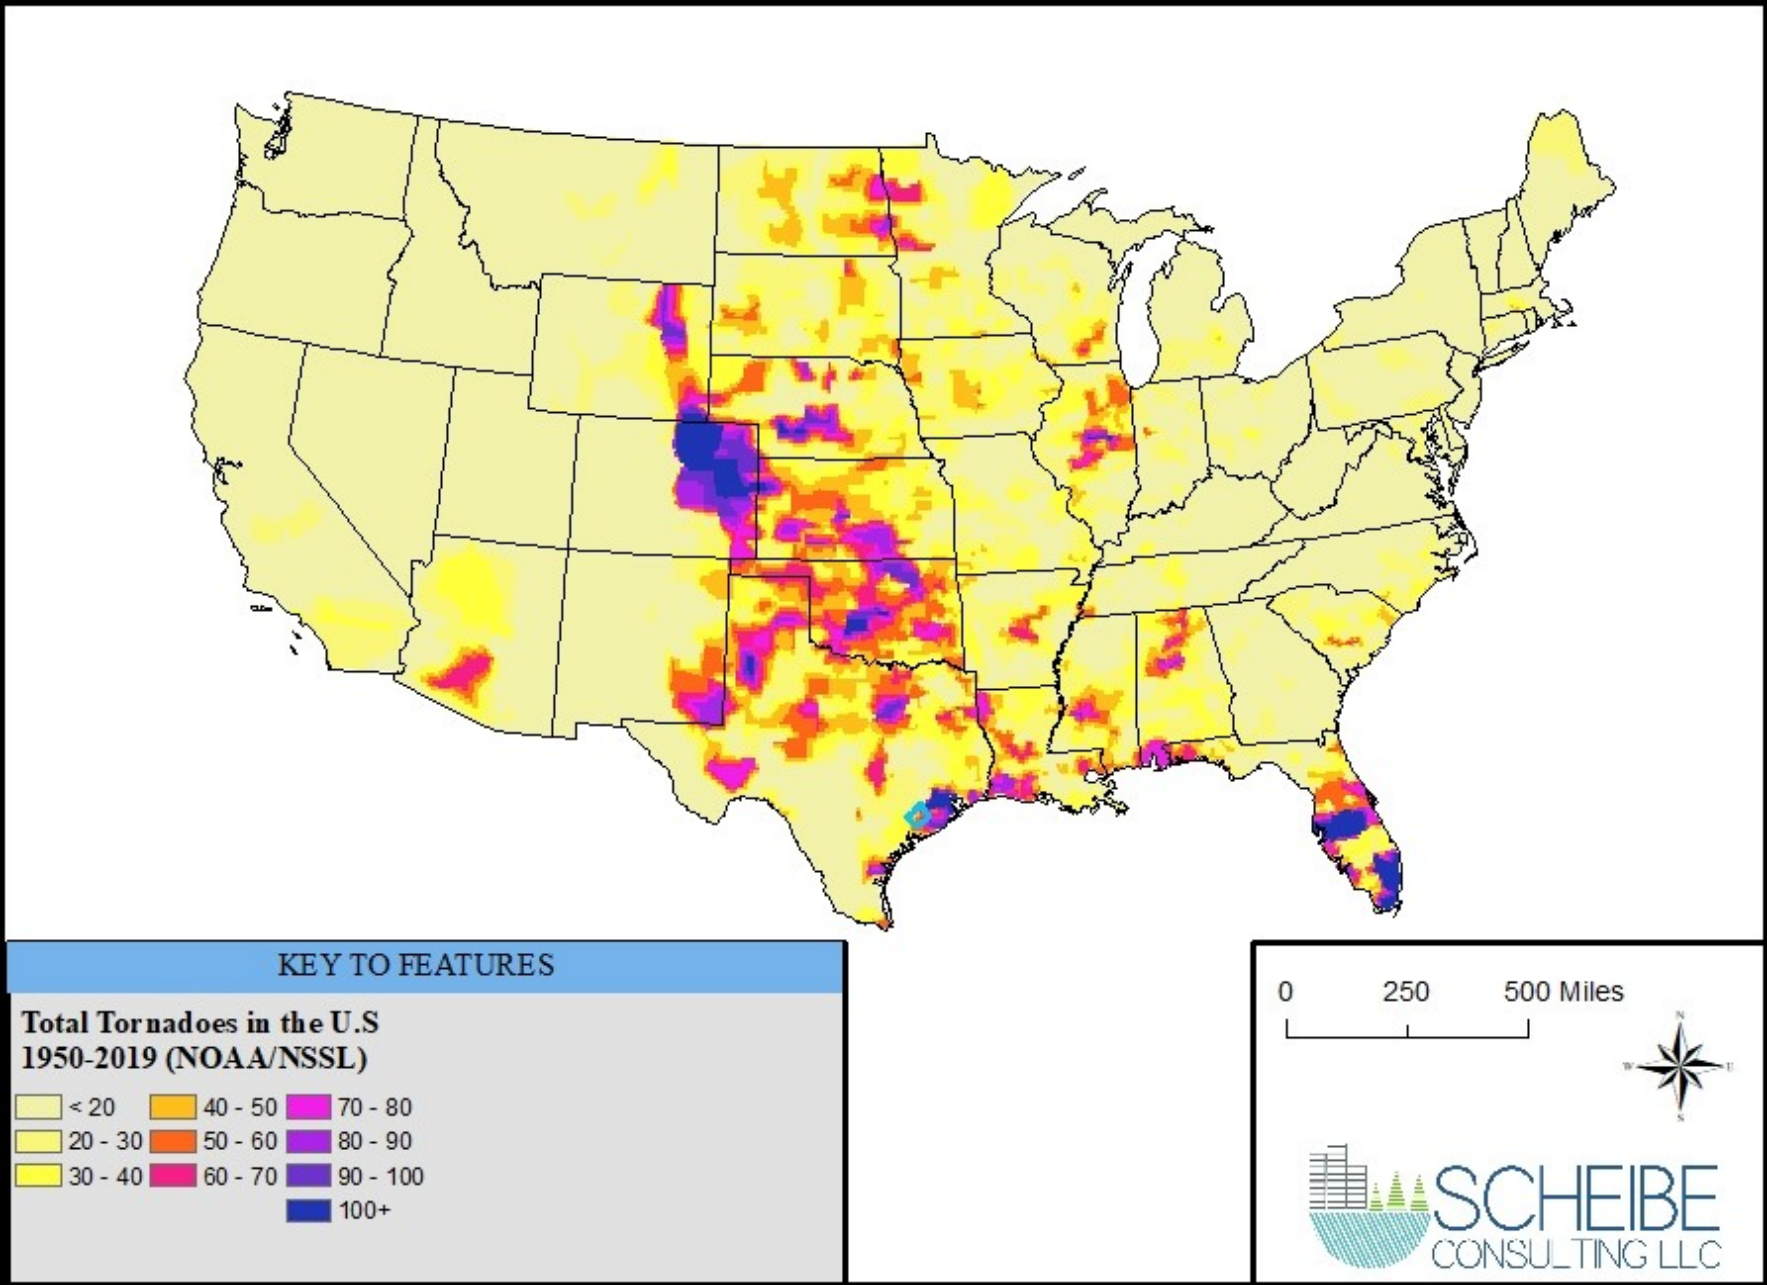 KEY TO FEATURES
Total Tornadoes in the U.S
1950-2019 (NOAA/NSSL)
< 20
20 - 30
30 - 40
40 - 50
50 - 60
60 - 70
70 - 80
80 - 90
90 - 100
100+
0 250 500 Miles
N
W E
S
SCHEIBE
CONSULTING LLC